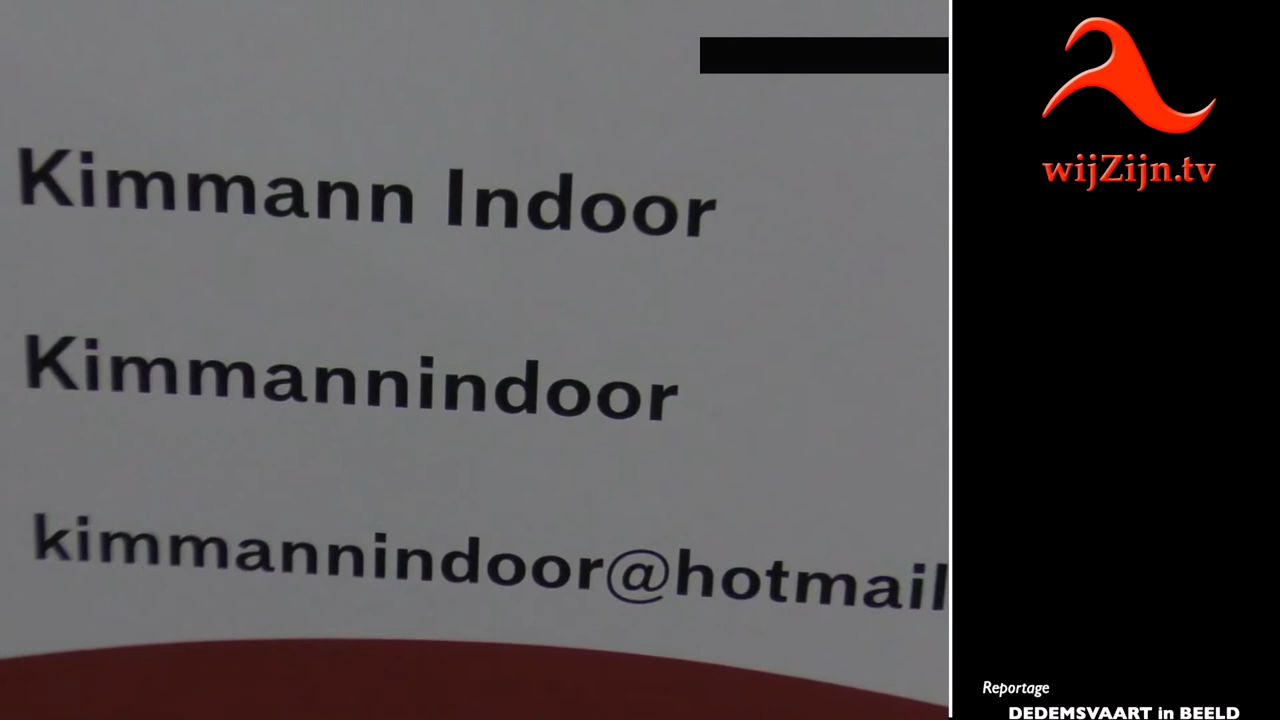 Kimmann Indoor
Kimmannindoor
kimmannindoor@hotmail
wijZijn.tv
Reportage
DEDEMSVAART in BEELD